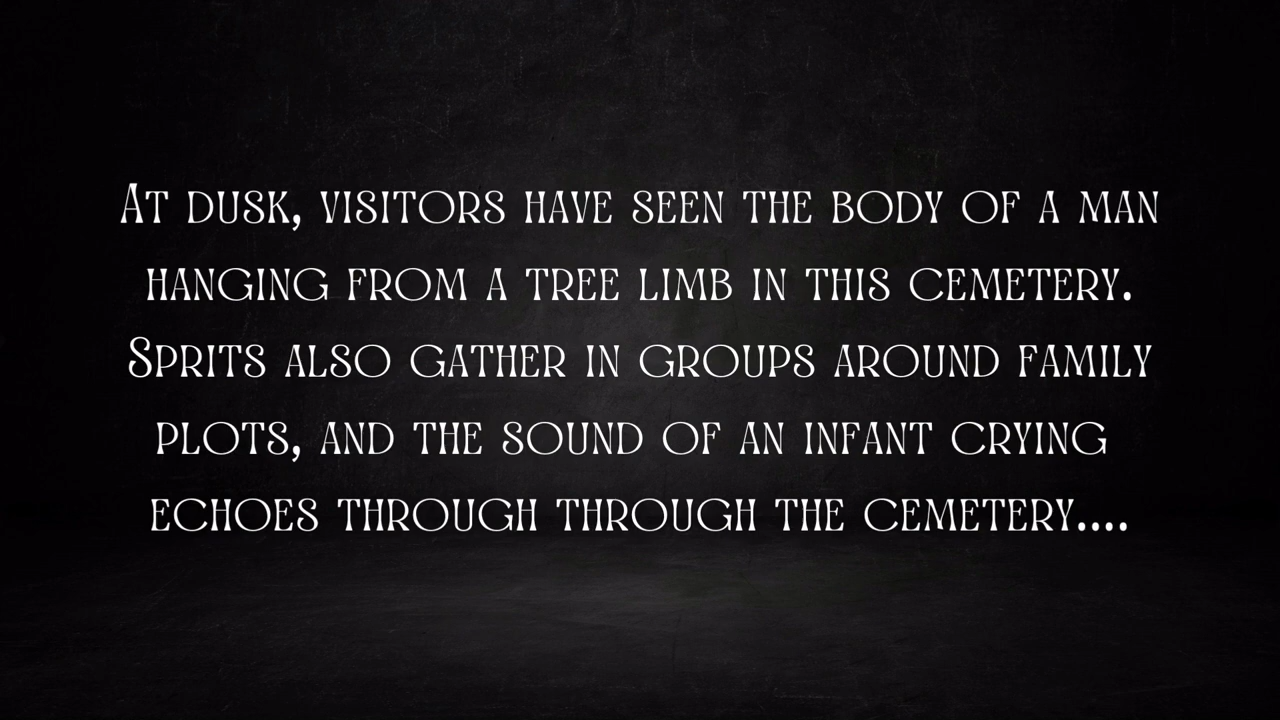 At dusk, visitors have seen the body of a man
hanging from a tree limb in this cemetery.
Sprits also gather in groups around family
plots, and the sound of an infant crying
echoes through through the cemetery....